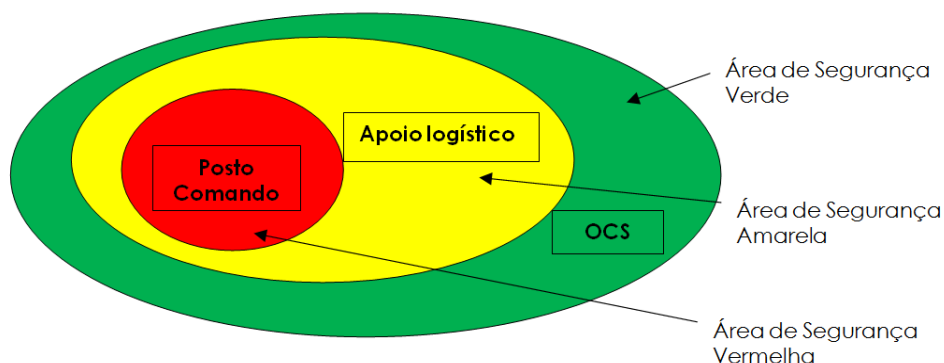 Área de Segurança
Verde
Apoio logístico
Posto
Comando
Área de Segurança
Amarela
OCS
Área de Segurança
Vermelha